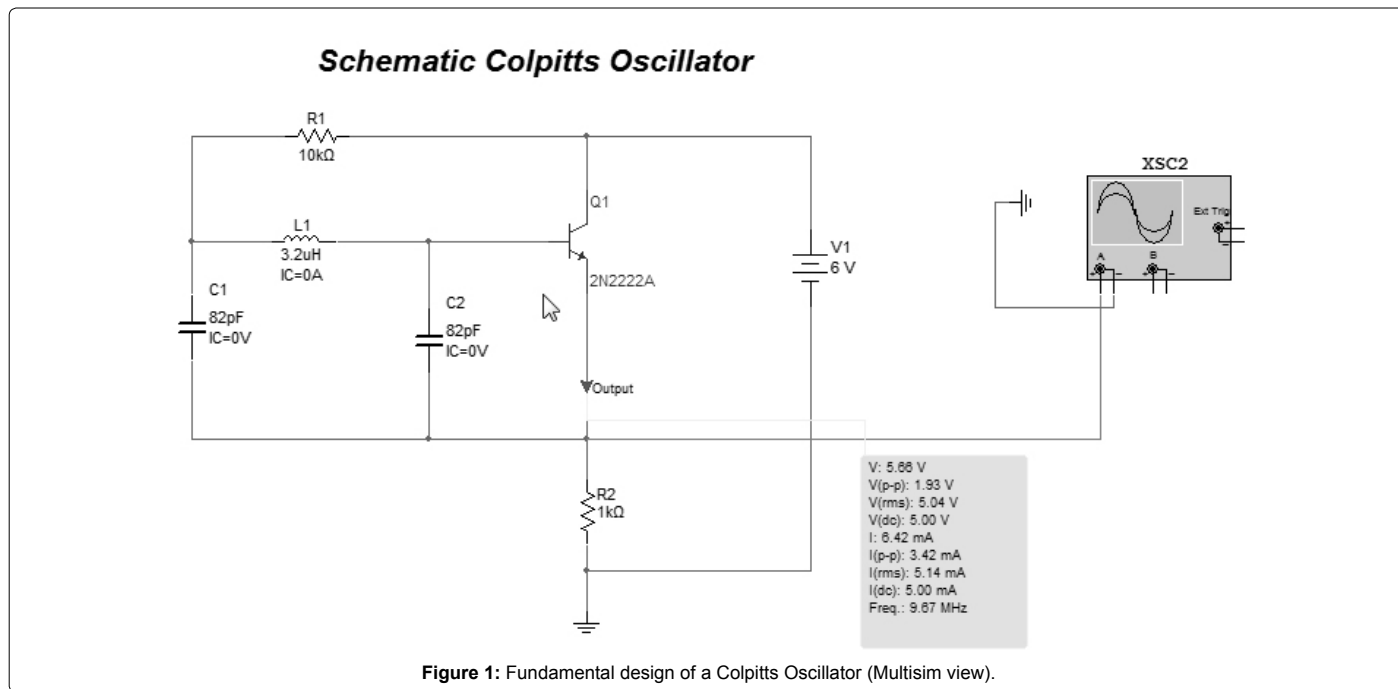 Schematic Colpitts Oscillator
R1
10kΩ
XSC2
Ext Trig
+
-
A
B
+ -
+ -
Q1
2N2222A
L1
3.2uH
IC=0A
V1
6 V
C1
82pF
IC=0V
C2
82pF
IC=0V
Output
R2
1kΩ
V: 5.66 V
V(p-p): 1.93 V
V(rms): 5.04 V
V(dc): 5.00 V
I: 6.42 mA
I(p-p): 3.42 mA
I(rms): 5.14 mA
I(dc): 5.00 mA
Freq.: 9.67 MHz
Figure 1: Fundamental design of a Colpitts Oscillator (Multisim view).